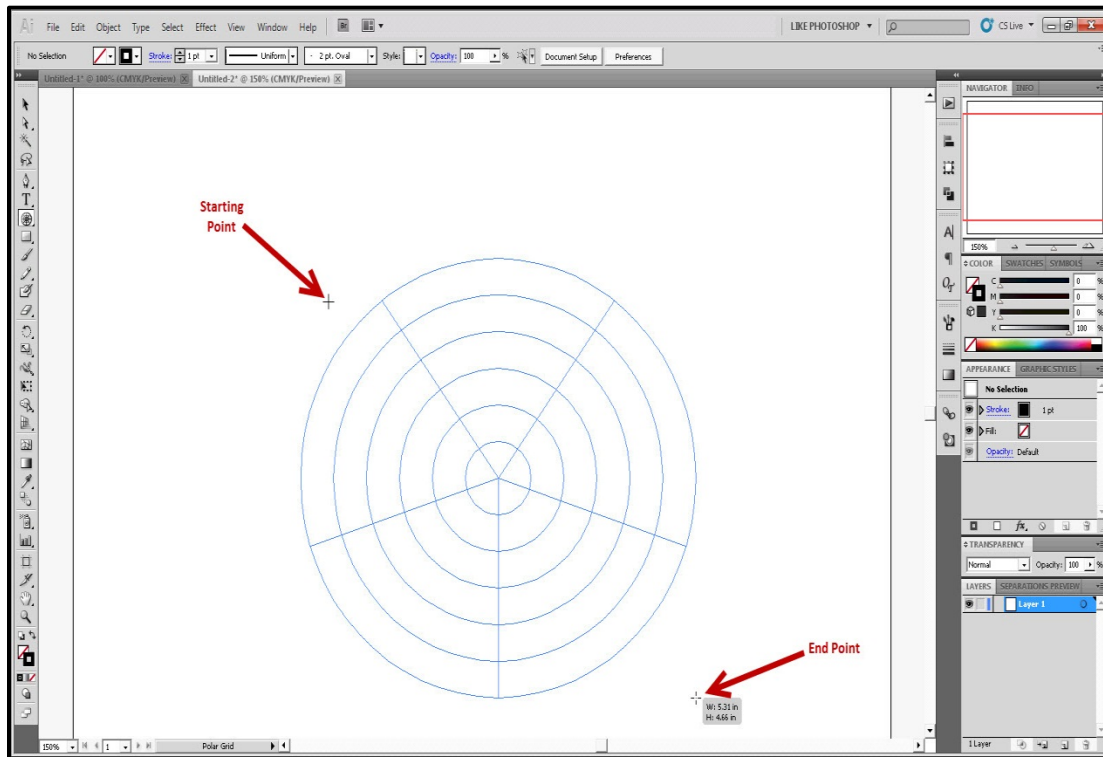 Ai File Edit Object Type Select Effect View Window Help Br LIKE PHOTOSHOP CS Live
No Selection Stroke: 1 pt Uniform 2 pt. Oval Style: Opacity: 100 % Document Setup Preferences
Untitled-1* @ 100% (CMYK/Preview) Untitled-2* @ 150% (CMYK/Preview)
NAVIGATOR INFO
Starting
Point
150%
COLOR SWATCHES SYMBOLS
C 0 %
M 0 %
Y 0 %
K 100 %
APPEARANCE GRAPHIC STYLES
No Selection
Stroke: 1 pt
Fill:
Opacity: Default
fx
TRANSPARENCY
Normal Opacity: 100 %
LAYERS SEPARATIONS PREVIEW
Layer 1
End Point
W: 5.31 in
H: 4.66 in
150% 1 Polar Grid 1 Layer